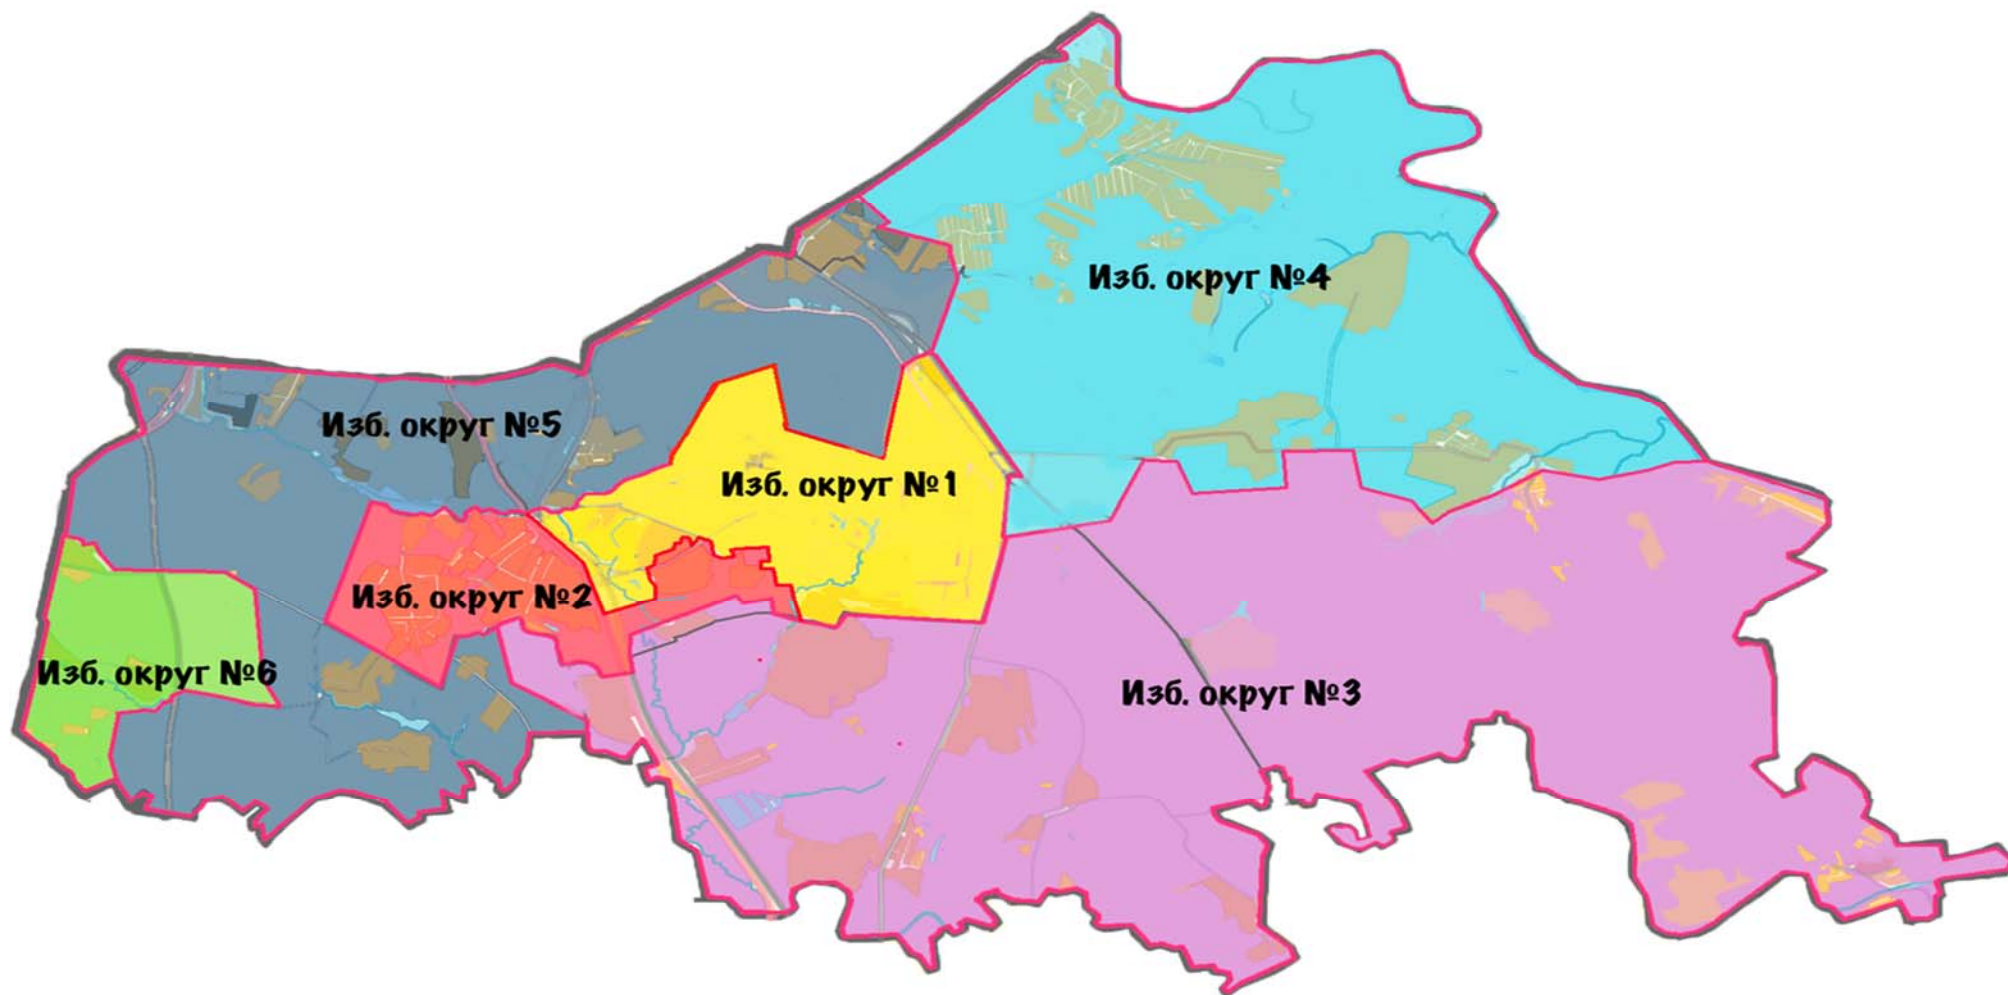 Изб. округ №4
Изб. округ №5
Изб. округ №1
Изб. округ №2
Изб. округ №6
Изб. округ №3